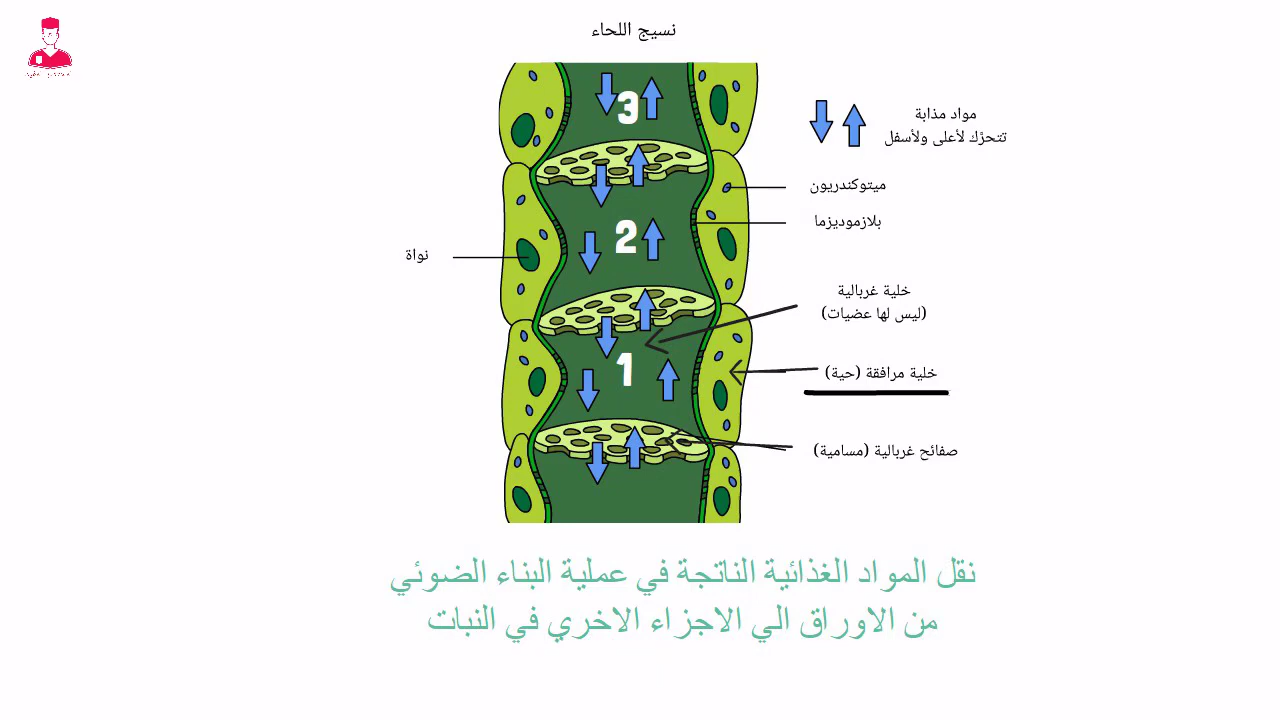 نسيج اللحاء
3
مواد مذابة
تتحرّك لأعلى ولأسفل
ميتوكندريون
بلازموديزما
2
نواة
خلية غربالية
(ليس لها عضيات)
1
خلية مرافقة (حية)
صفائح غربالية (مسامية)
نقل المواد الغذائية الناتجة في عملية البناء الضوئي
من الاوراق الي الاجزاء الاخري في النبات